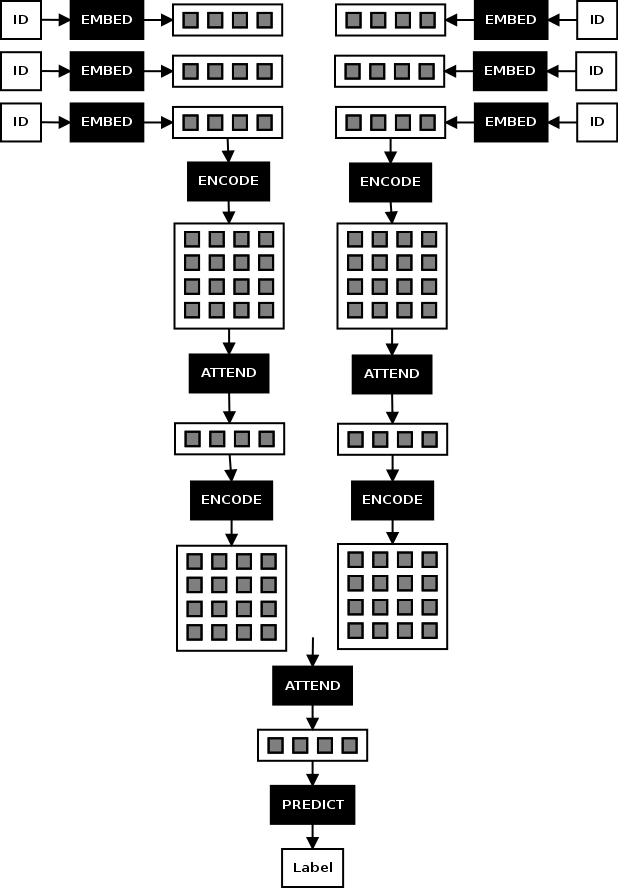 ID EMBED EMBED ID
ID EMBED EMBED ID
ID EMBED EMBED ID
ENCODE ENCODE
ATTEND ATTEND
ENCODE ENCODE
ATTEND
PREDICT
Label